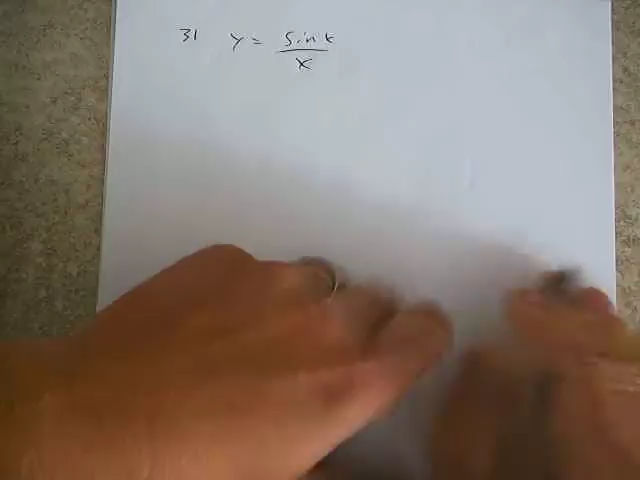 31 y = sin x / x